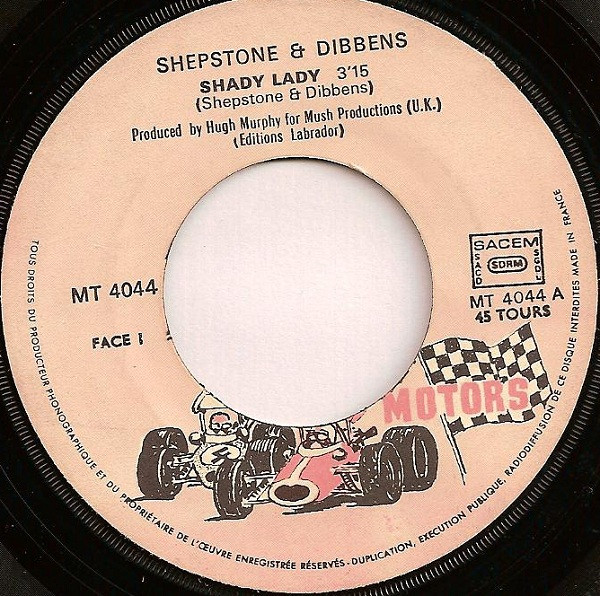 SHEPSTONE & DIBBENS
SHADY LADY 3'15
(Shepstone & Dibbens)
Produced by Hugh Murphy for Mush Productions (U.K.)
(Editions Labrador)
MT 4044
FACE 1
SACEM
SACD
SDRM
SGDL
MT 4044 A
45 TOURS
4
MOTORS
TOUS DROITS DU PRODUCTEUR PHONOGRAPHIQUE ET DU PROPRIÉTAIRE DE L'ŒUVRE ENREGISTRÉE RÉSERVÉS - DUPLICATION, EXECUTION PUBLIQUE, RADIODIFFUSION DE CE DISQUE INTERDITES MADE IN FRANCE